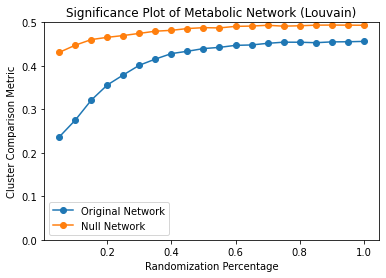 Significance Plot of Metabolic Network (Louvain)
Cluster Comparison Metric
0.5
0.4
0.3
0.2
0.1
0.0
Original Network
Null Network
0.2 0.4 0.6 0.8 1.0
Randomization Percentage